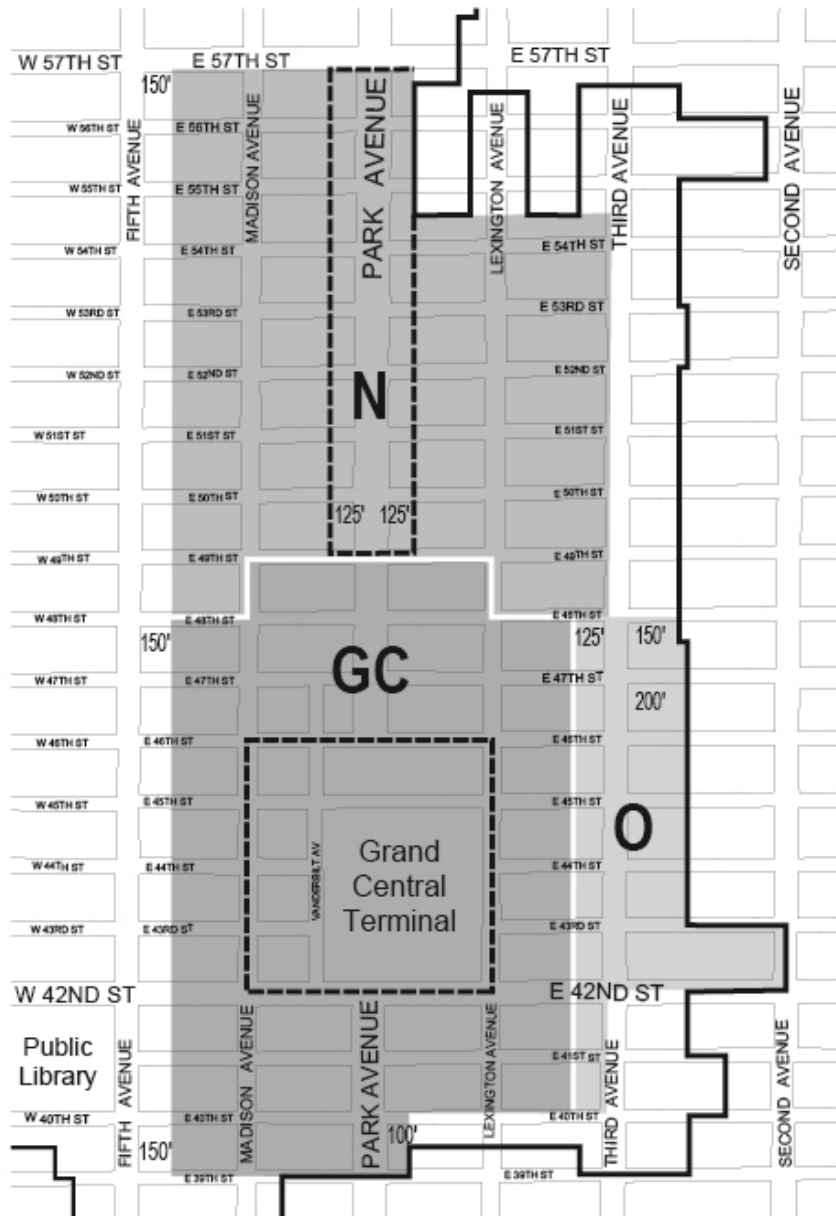 W 57TH ST
E 57TH ST
E 57TH ST
150'
W 56TH ST
E 56TH ST
W 55TH ST
E 55TH ST
FIFTH AVENUE
MADISON AVENUE
PARK AVENUE
LEXINGTON AVENUE
THIRD AVENUE
SECOND AVENUE
W 54TH ST
E 54TH ST
E 54TH ST
W 53RD ST
E 53RD ST
E 53RD ST
W 52ND ST
E 52ND ST
E 52ND ST
N
W 51ST ST
E 51ST ST
E 51ST ST
W 50TH ST
E 50TH ST
E 50TH ST
125'
125'
W 49TH ST
E 49TH ST
E 49TH ST
W 48TH ST
E 48TH ST
E 48TH ST
150'
125'
150'
GC
W 47TH ST
E 47TH ST
E 47TH ST
200'
W 46TH ST
E 46TH ST
E 46TH ST
W 45TH ST
E 45TH ST
E 45TH ST
O
VANDERBILT AV
Grand
Central
Terminal
W 44TH ST
E 44TH ST
E 44TH ST
W 43RD ST
E 43RD ST
E 43RD ST
W 42ND ST
E 42ND ST
Public
Library
FIFTH AVENUE
MADISON AVENUE
PARK AVENUE
LEXINGTON AVENUE
THIRD AVENUE
SECOND AVENUE
E 41ST ST
W 40TH ST
E 40TH ST
E 40TH ST
100'
150'
E 39TH ST
E 39TH ST